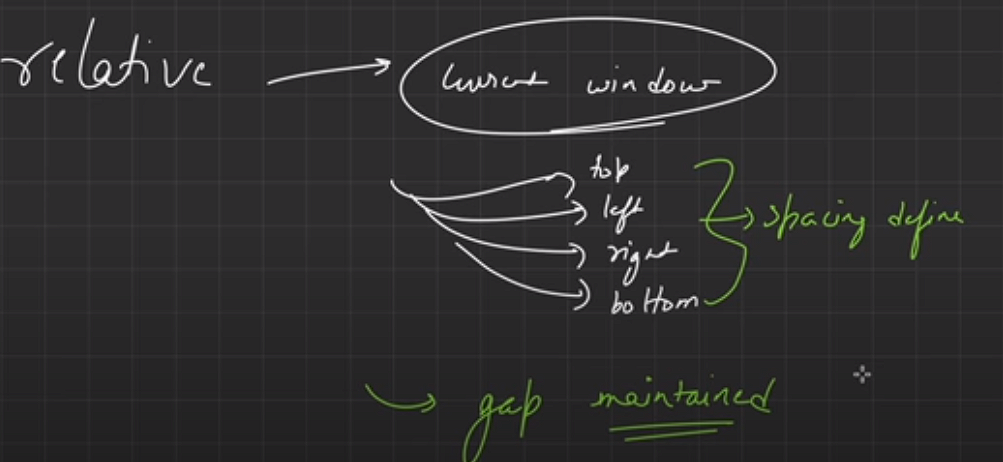 relative → current window
top
left
right
bottom
→ spacing define
→ gap maintained